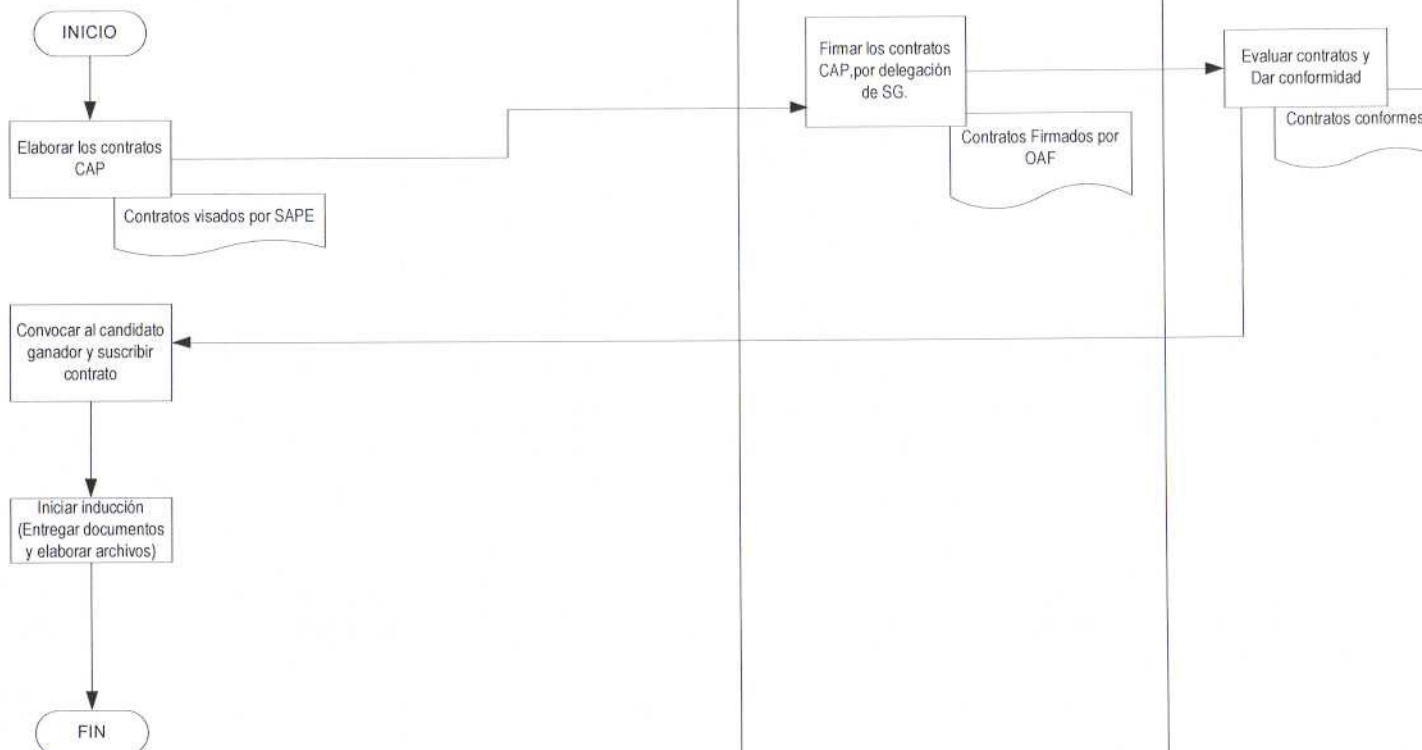 INICIO
Elaborar los contratos
CAP
Contratos visados por SAPE
Firmar los contratos
CAP,por delegación
de SG.
Contratos Firmados por
OAF
Evaluar contratos y
Dar conformidad
Contratos conformes
Convocar al candidato
ganador y suscribir
contrato
Iniciar inducción
(Entregar documentos
y elaborar archivos)
FIN